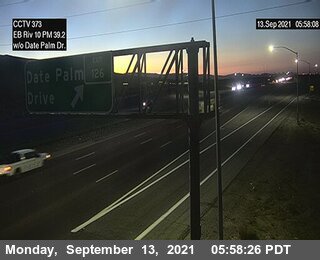 CCTV 373
EB Riv 10 PM 39.2
w/o Date Palm Dr.
13.Sep 2021 05:58:08
EXIT
126
Date Palm
Drive
Monday, September 13, 2021 05:58:26 PDT